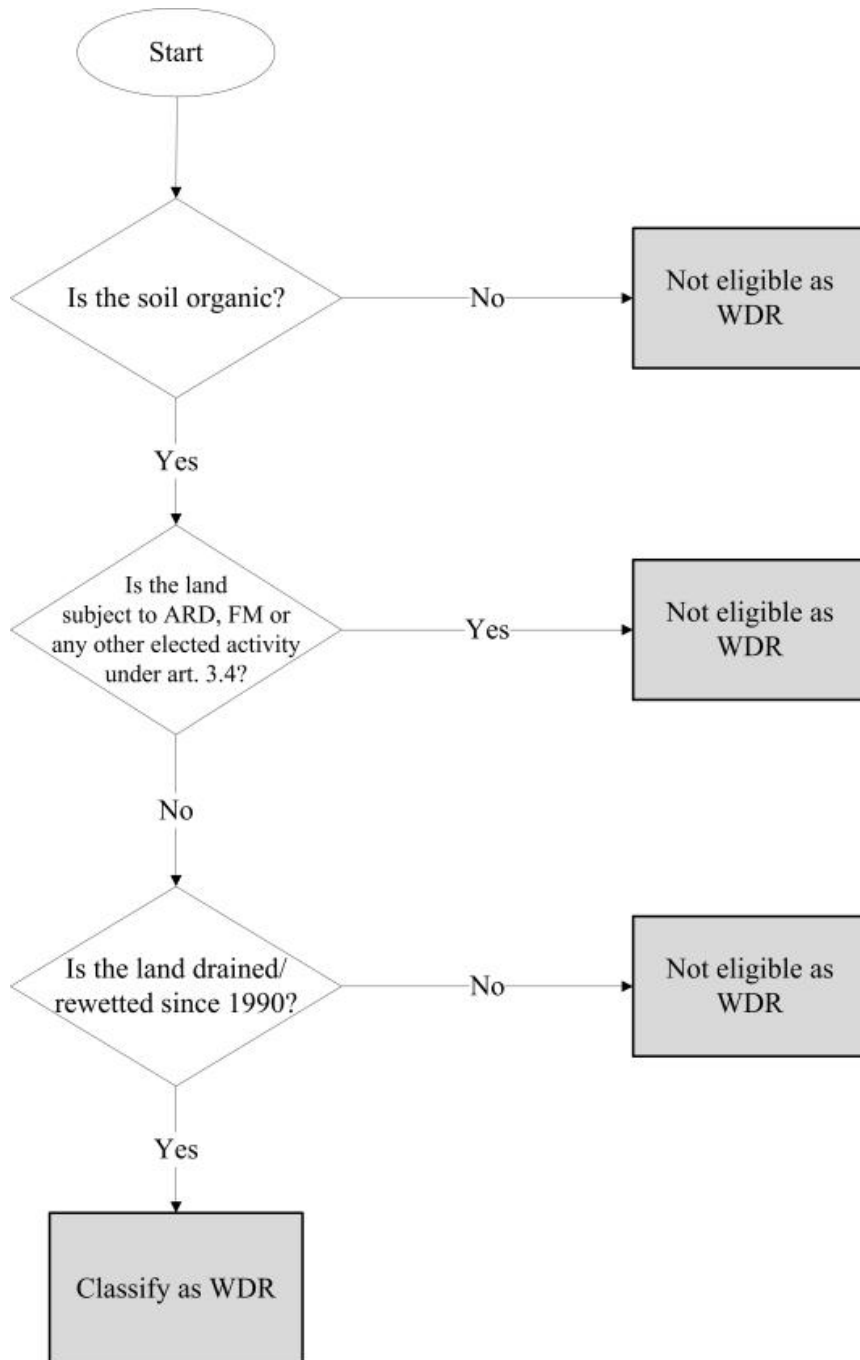 Start
Is the soil organic?
No
Not eligible as
WDR
Yes
Is the land
subject to ARD, FM or
any other elected activity
under art. 3.4?
Yes
Not eligible as
WDR
No
Is the land drained/
rewetted since 1990?
No
Not eligible as
WDR
Yes
Classify as WDR